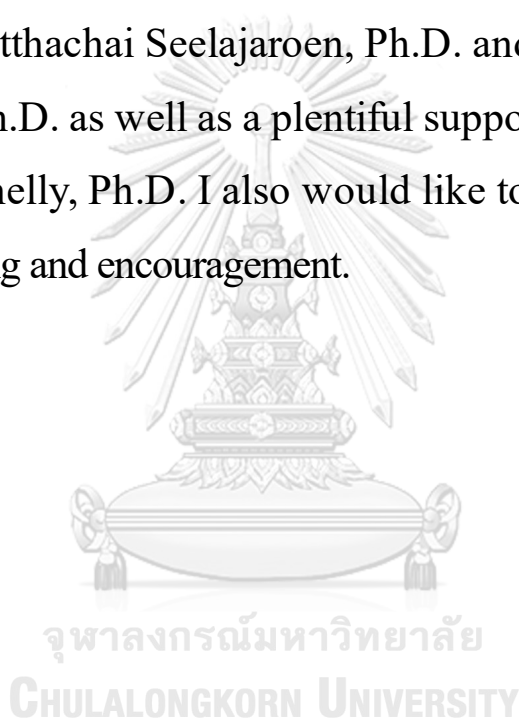 tthachai Seelajaroen, Ph.D. and
h.D. as well as a plentiful suppo
nelly, Ph.D. I also would like to
g and encouragement.
จุฬาลงกรณ์มหาวิทยาลัย
CHULALONGKORN UNIVERSITY